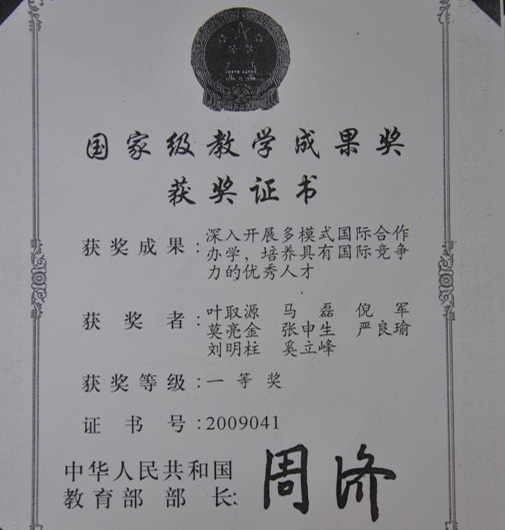 国家级教学成果奖
获奖证书
获奖成果:深入开展多模式国际合作
办学，培养具有国际竞争
力的优秀人才
获奖者:叶取源 马磊 倪军
莫亮金 张申生 严良瑜
刘明柱 奚立峰
获奖等级:一等奖
证书号:2009041
中华人民共和国
教育部部长:周济